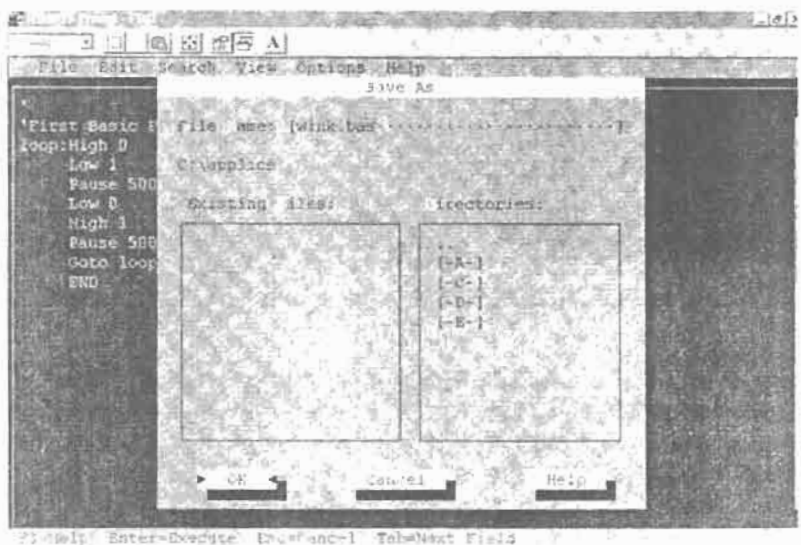 A
File Edit Search View Options Help
Save As
'First Basic
loop:High 0
Low 1
Pause 500
Low 0
High 1
Pause 500
Goto loop
END
File [wink.bas
C:\applics
Existing
..
[-A-]
[-C-]
[-D-]
[-E-]
OK
Cancel
Help
Enter=Execute Tab=Next Field